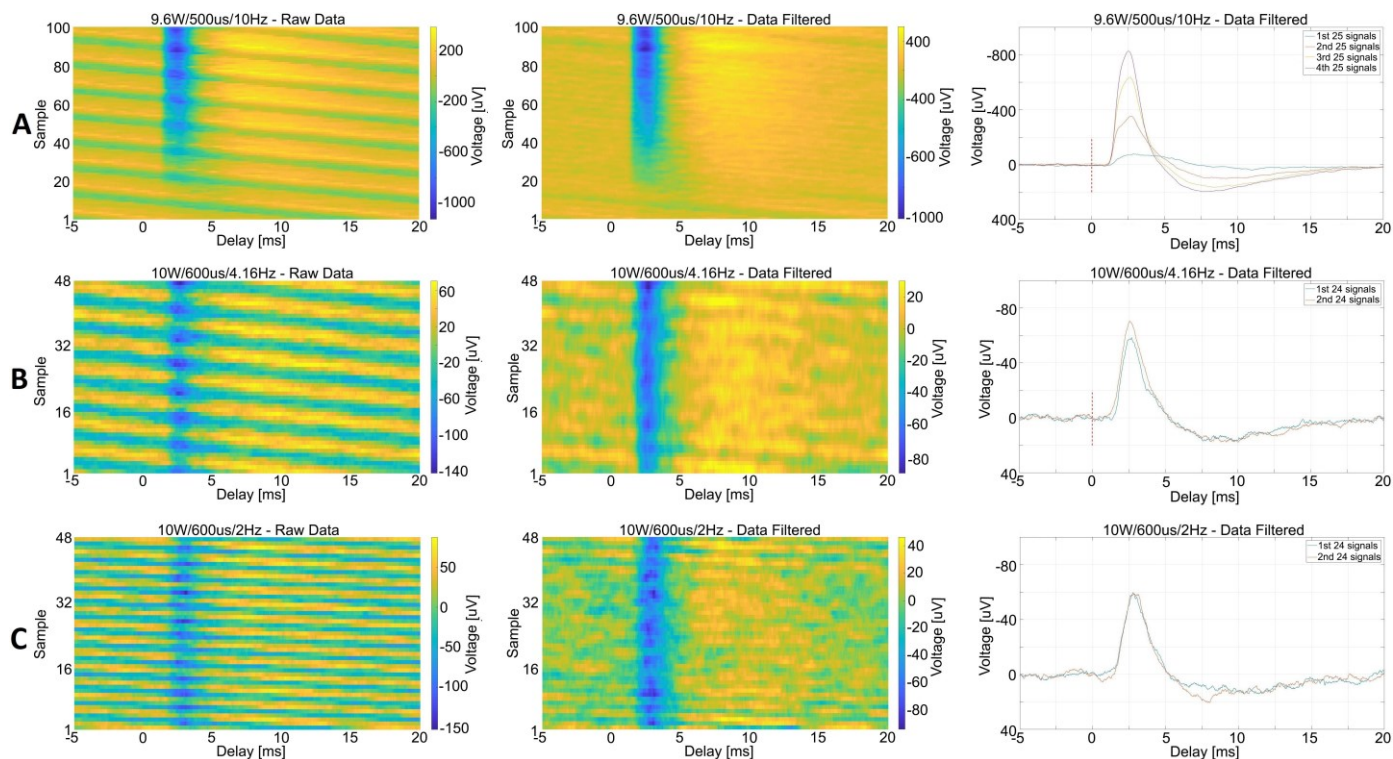 A
9.6W/500us/10Hz - Raw Data
100
80
60
40
20
1
Sample
-5
0
5
10
15
20
Delay [ms]
200
-200
-600
-1000
Voltage [uV]
9.6W/500us/10Hz - Data Filtered
100
80
60
40
20
1
Sample
-5
0
5
10
15
20
Delay [ms]
400
-400
-600
-1000
Voltage [uV]
9.6W/500us/10Hz - Data Filtered
1st 25 signals
2nd 25 signals
3rd 25 signals
4th 25 signals
-800
-400
0
400
Voltage [uV]
-5
0
5
10
15
20
Delay [ms]
B
10W/600us/4.16Hz - Raw Data
48
32
16
1
Sample
-5
0
5
10
15
20
Delay [ms]
60
20
-20
-60
-100
-140
Voltage [uV]
10W/600us/4.16Hz - Data Filtered
48
32
16
1
Sample
-5
0
5
10
15
20
Delay [ms]
20
0
-20
-40
-60
-80
Voltage [uV]
10W/600us/4.16Hz - Data Filtered
1st 24 signals
2nd 24 signals
-80
-40
0
40
Voltage [uV]
-5
0
5
10
15
20
Delay [ms]
C
10W/600us/2Hz - Raw Data
48
32
16
1
Sample
-5
0
5
10
15
20
Delay [ms]
50
0
-50
-100
-150
Voltage [uV]
10W/600us/2Hz - Data Filtered
48
32
16
1
Sample
-5
0
5
10
15
20
Delay [ms]
40
20
0
-20
-40
-60
-80
Voltage [uV]
10W/600us/2Hz - Data Filtered
1st 24 signals
2nd 24 signals
-80
-40
0
40
Voltage [uV]
-5
0
5
10
15
20
Delay [ms]